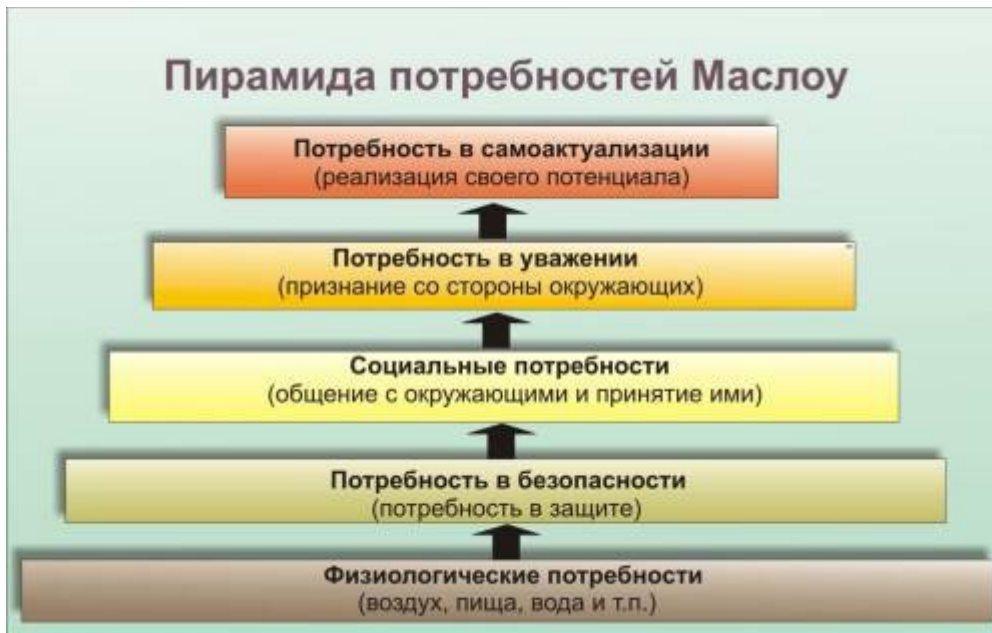 Пирамида потребностей Маслоу
Потребность в самоактуализации
(реализация своего потенциала)
Потребность в уважении
(признание со стороны окружающих)
Социальные потребности
(общение с окружающими и принятие ими)
Потребность в безопасности
(потребность в защите)
Физиологические потребности
(воздух, пища, вода и т.п.)